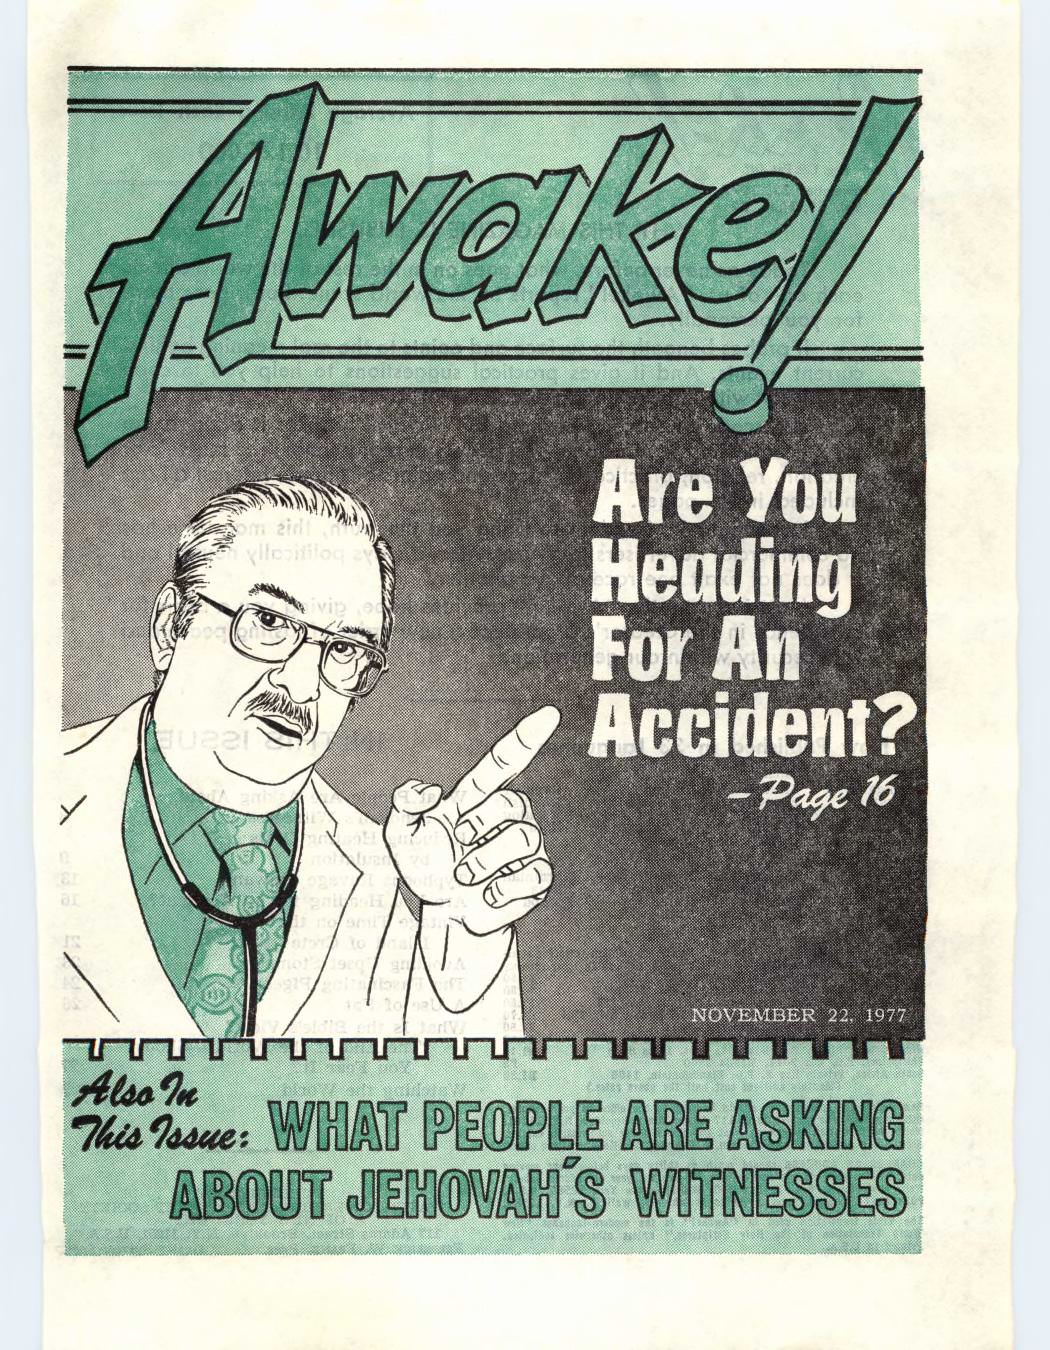 Awake!
Are You
Heading
For An
Accident?
–Page 16
NOVEMBER 22, 1977
Also In
This Issue: WHAT PEOPLE ARE ASKING
ABOUT JEHOVAH'S WITNESSES